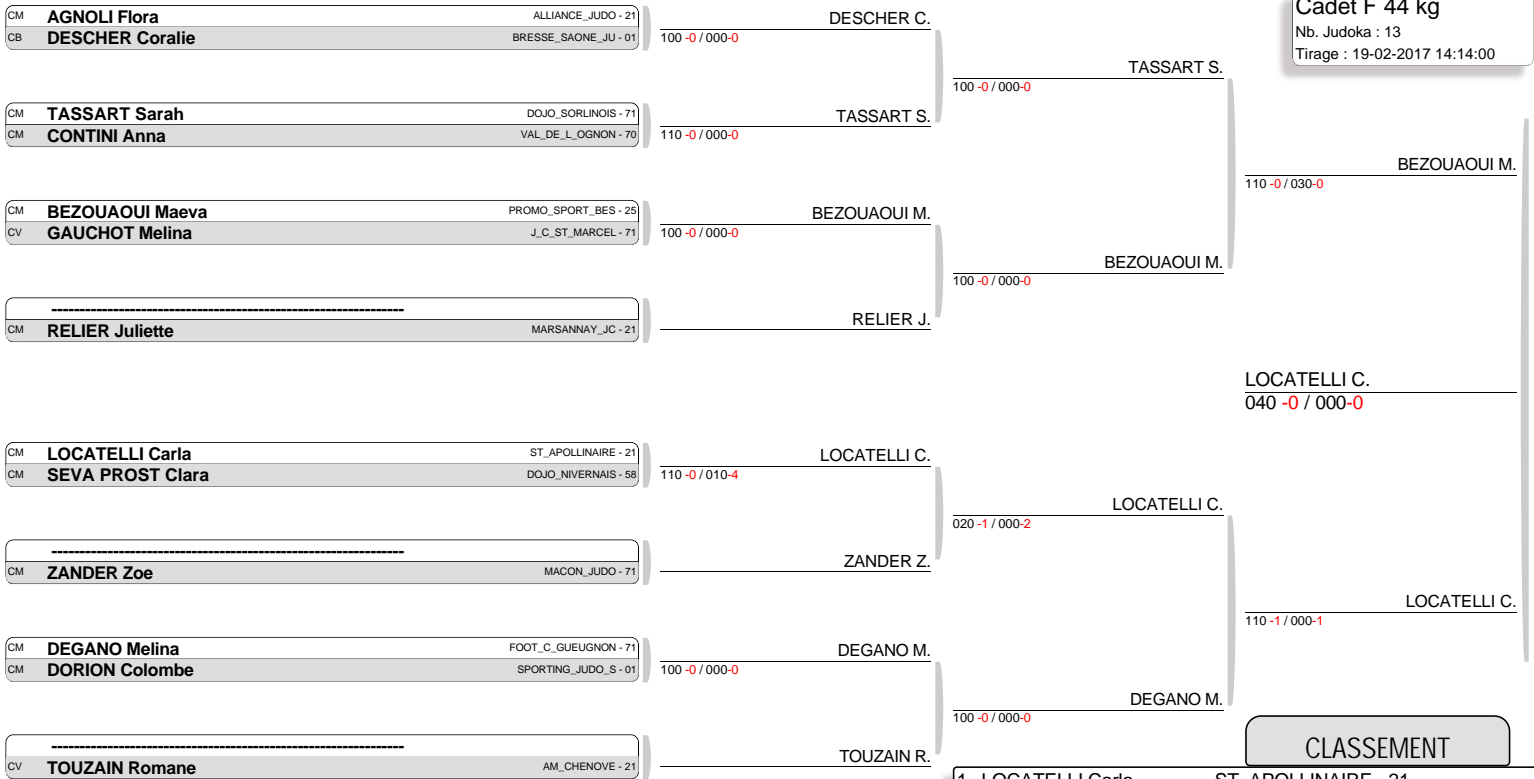 Cadet F 44 kg
Nb. Judoka : 13
Tirage : 19-02-2017 14:14:00
CM AGNOLI Flora ALLIANCE_JUDO - 21
CB DESCHER Coralie BRESSE_SAONE_JU - 01
DESCHER C.
100 -0 / 000-0
CM TASSART Sarah DOJO_SORLINOIS - 71
CM CONTINI Anna VAL_DE_L_OGNON - 70
TASSART S.
110 -0 / 000-0
TASSART S.
100 -0 / 000-0
CM BEZOUAOUI Maeva PROMO_SPORT_BES - 25
CV GAUCHOT Melina J_C_ST_MARCEL - 71
BEZOUAOUI M.
100 -0 / 000-0
------------------------------------------------------------------
CM RELIER Juliette MARSANNAY_JC - 21
RELIER J.
BEZOUAOUI M.
100 -0 / 000-0
BEZOUAOUI M.
110 -0 / 030-0
LOCATELLI C.
040 -0 / 000-0
CM LOCATELLI Carla ST_APOLLINAIRE - 21
CM SEVA PROST Clara DOJO_NIVERNAIS - 58
LOCATELLI C.
110 -0 / 010-4
------------------------------------------------------------------
CM ZANDER Zoe MACON_JUDO - 71
ZANDER Z.
LOCATELLI C.
020 -1 / 000-2
CM DEGANO Melina FOOT_C_GUEUGNON - 71
CM DORION Colombe SPORTING_JUDO_S - 01
DEGANO M.
100 -0 / 000-0
------------------------------------------------------------------
CV TOUZAIN Romane AM_CHENOVE - 21
TOUZAIN R.
DEGANO M.
100 -0 / 000-0
LOCATELLI C.
110 -1 / 000-1
CLASSEMENT
1 LOCATELLI Carla ST_APOLLINAIRE - 21